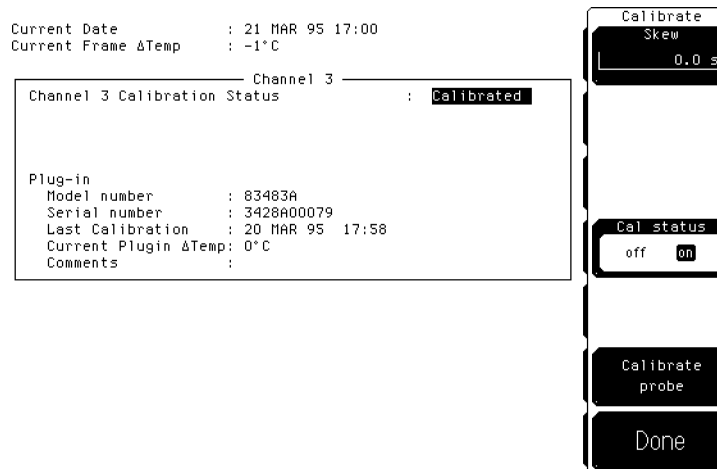 Current Date : 21 MAR 95 17:00
Current Frame ΔTemp : -1°C
Channel 3
Channel 3 Calibration Status : Calibrated
Plug-in
Model number : 83483A
Serial number : 3428A00079
Last Calibration : 20 MAR 95 17:58
Current Plugin ΔTemp: 0°C
Comments :
Calibrate
Skew
0.0 s
Cal status
off on
Calibrate
probe
Done